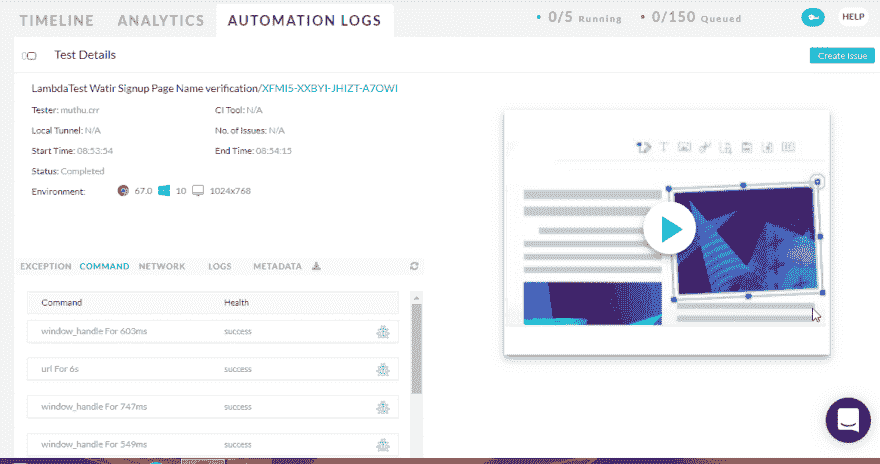 TIMELINE ANALYTICS AUTOMATION LOGS 0/5 Running 0/150 Queued HELP
Test Details Create Issue
LambdaTest Watir Signup Page Name verification/XFMI5-XXBYI-JHIZT-A7OWI
Tester: muthu.crr CI Tool: N/A
Local Tunnel: N/A No. of Issues: N/A
Start Time: 08:53:54 End Time: 08:54:15
Status: Completed
Environment: 67.0 10 1024x768
EXCEPTION COMMAND NETWORK LOGS METADATA
Command Health
window_handle For 603ms success
url For 6s success
window_handle For 747ms success
window_handle For 549ms success